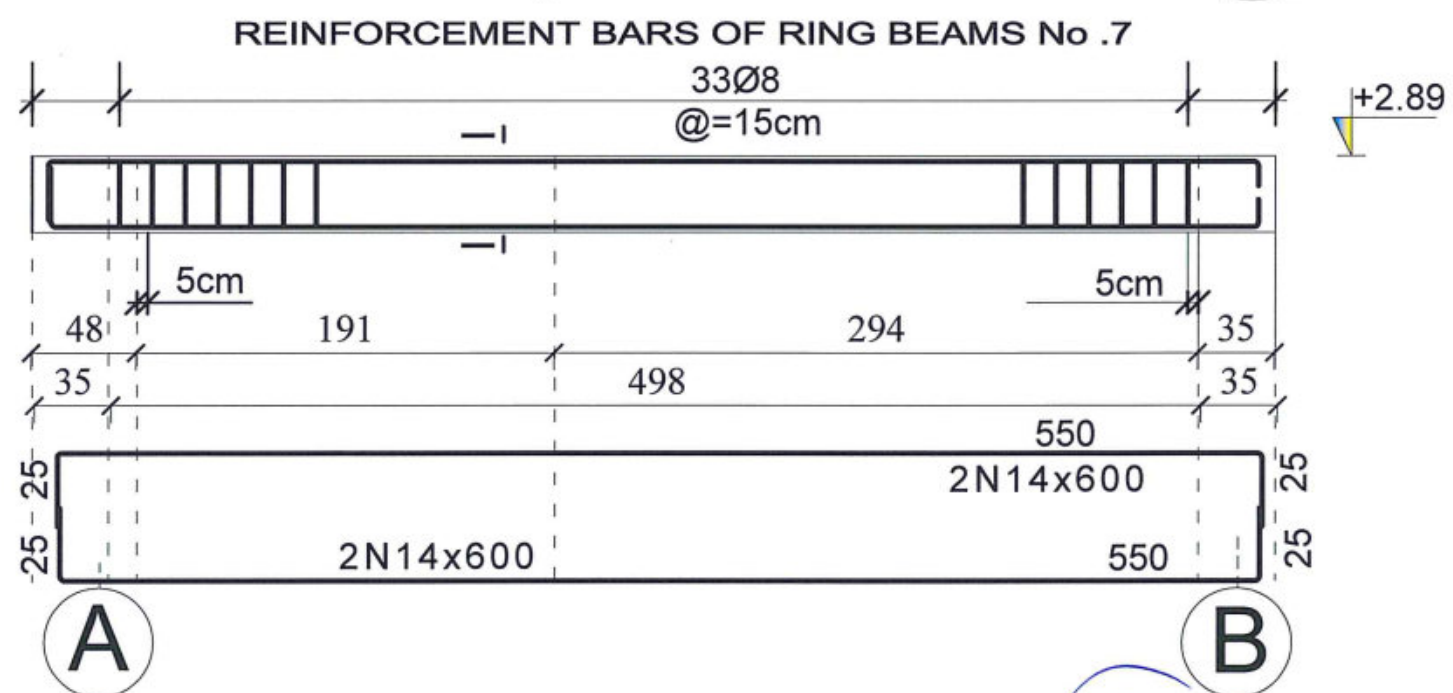 REINFORCEMENT BARS OF RING BEAMS No .7
33Ø8
@=15cm
+2.89
I
I
5cm
5cm
48
191
294
35
35
498
35
550
25
2N14x600
25
25
2N14x600
550
25
A
B